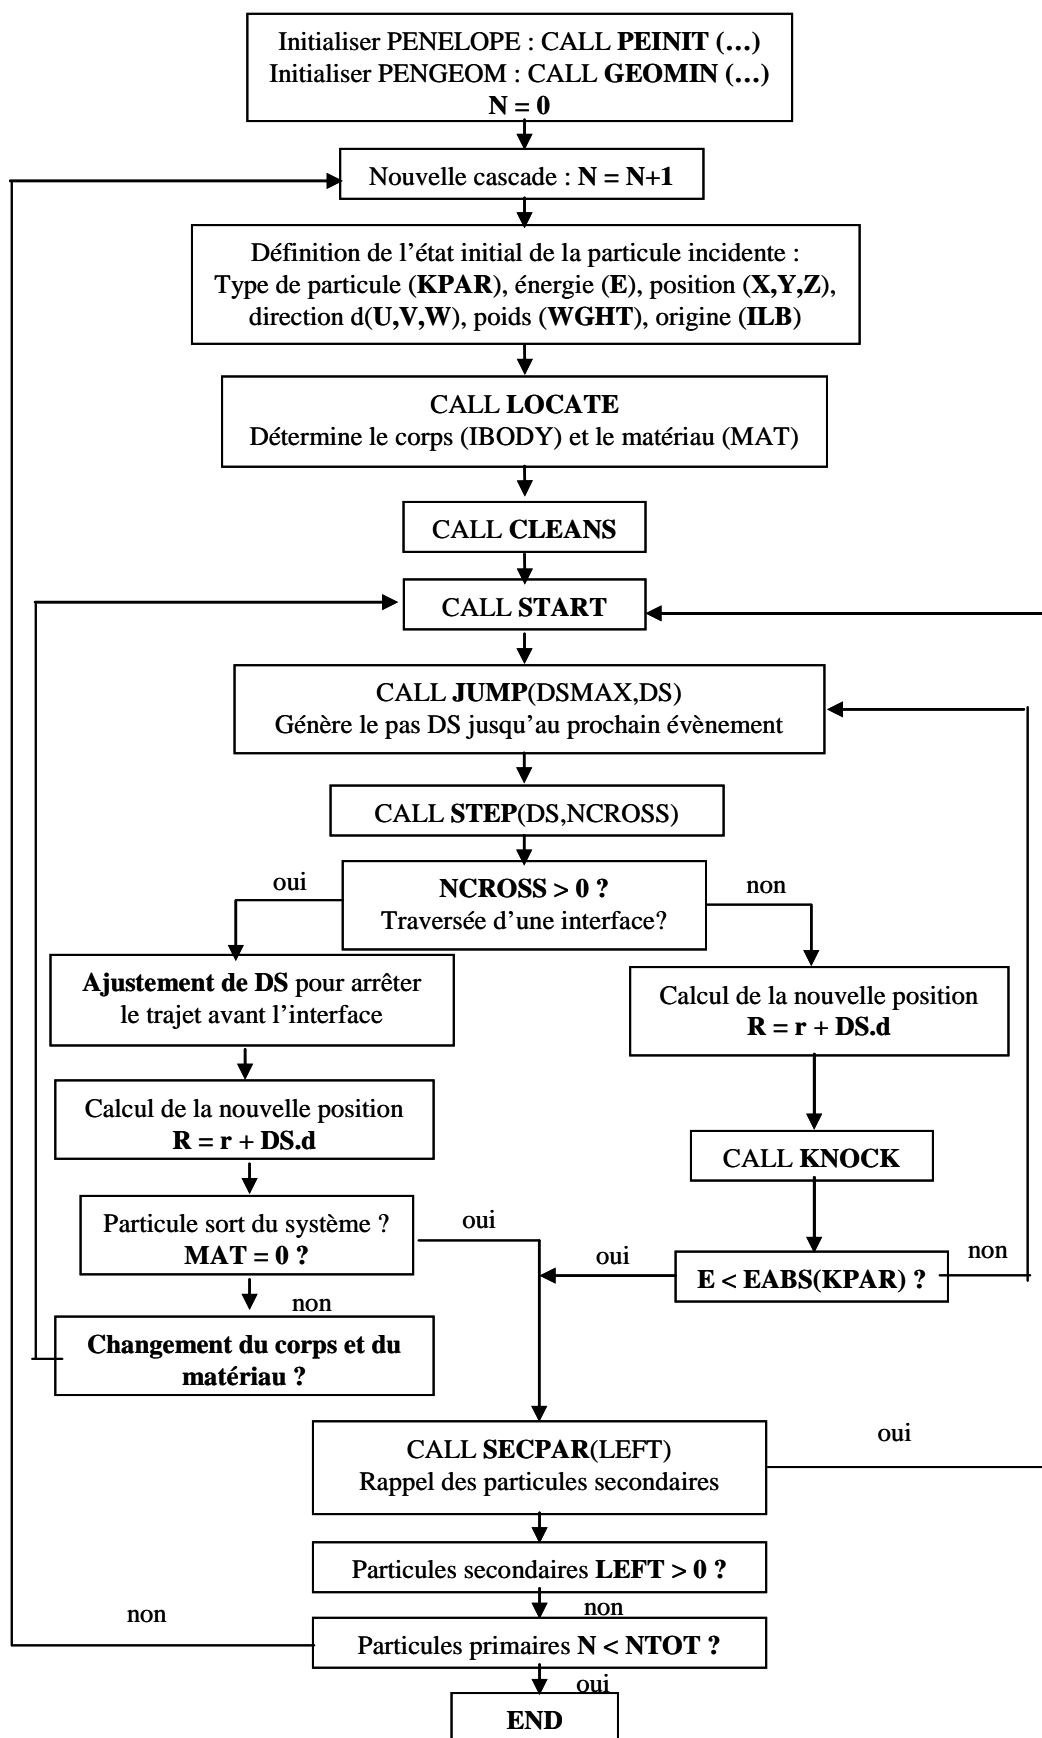 Initialiser PENELOPE : CALL PEINIT (…)
Initialiser PENGEOM : CALL GEOMIN (…)
N = 0
Nouvelle cascade : N = N+1
Définition de l'état initial de la particule incidente :
Type de particule (KPAR), énergie (E), position (X,Y,Z),
direction d(U,V,W), poids (WGHT), origine (ILB)
CALL LOCATE
Détermine le corps (IBODY) et le matériau (MAT)
CALL CLEANS
CALL START
CALL JUMP(DSMAX,DS)
Génère le pas DS jusqu'au prochain évènement
CALL STEP(DS,NCROSS)
oui
NCROSS > 0 ?
Traversée d'une interface?
non
Ajustement de DS pour arrêter
le trajet avant l'interface
Calcul de la nouvelle position
R = r + DS.d
Calcul de la nouvelle position
R = r + DS.d
CALL KNOCK
Particule sort du système ?
MAT = 0 ?
oui
oui
E < EABS(KPAR) ?
non
non
Changement du corps et du
matériau ?
CALL SECPAR(LEFT)
Rappel des particules secondaires
oui
Particules secondaires LEFT > 0 ?
non
non
Particules primaires N < NTOT ?
oui
END